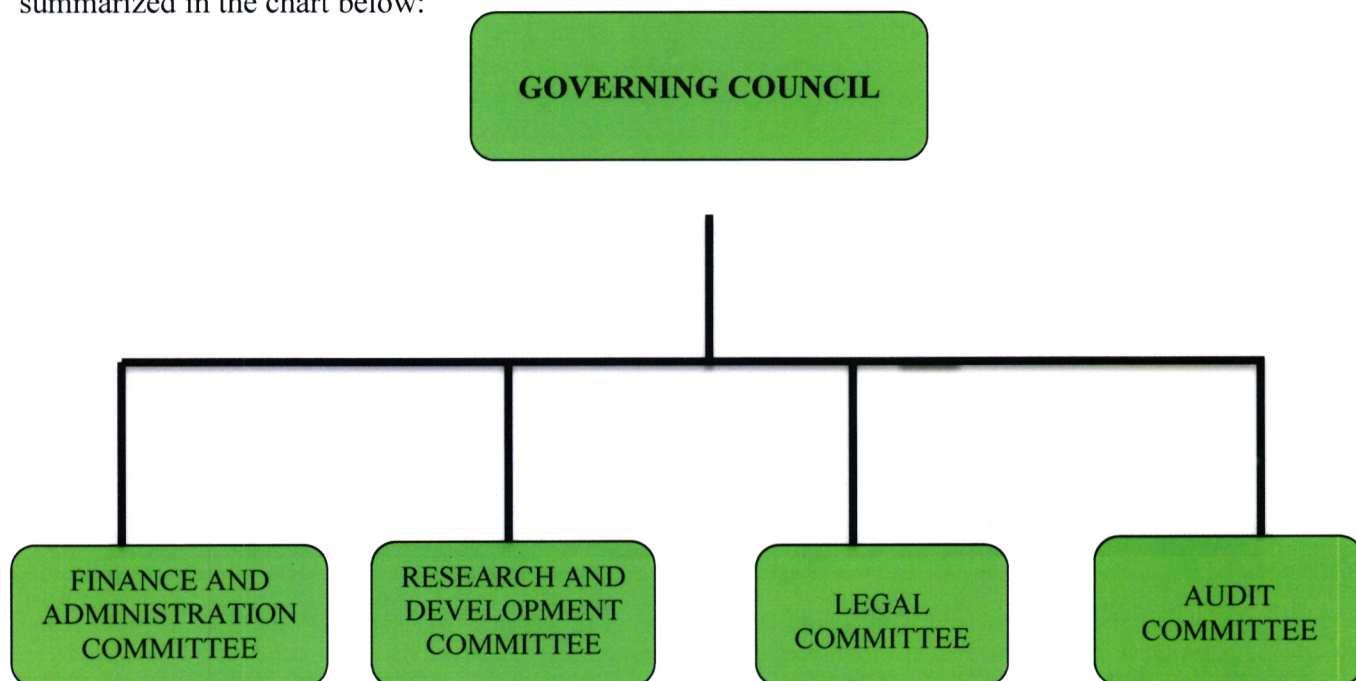 summarized in the chart below:
GOVERNING COUNCIL
FINANCE AND
ADMINISTRATION
COMMITTEE
RESEARCH AND
DEVELOPMENT
COMMITTEE
LEGAL
COMMITTEE
AUDIT
COMMITTEE